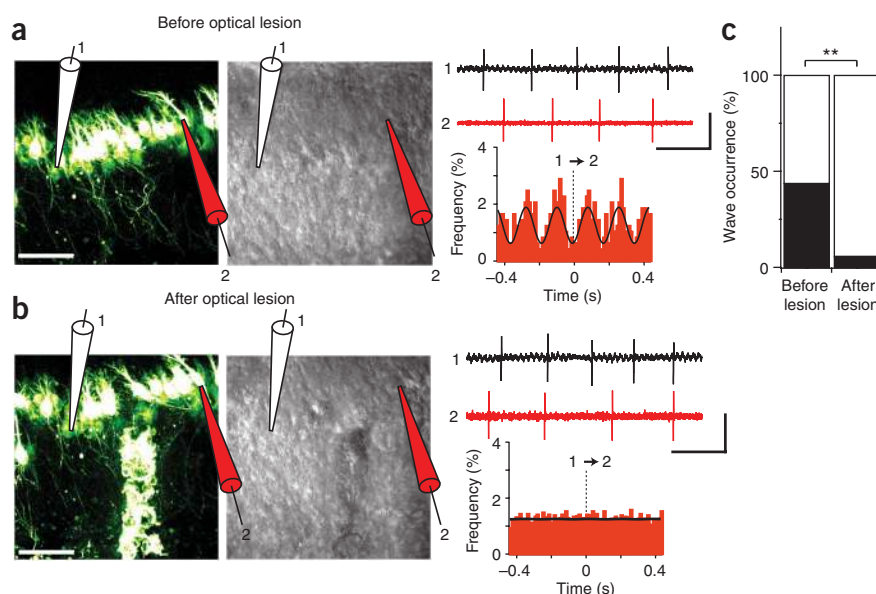 a
Before optical lesion
1
2
2
1
2
4
2
0
Frequency (%)
1 → 2
−0.4
0
0.4
Time (s)
c
**
100
50
0
Wave occurrence (%)
Before lesion
After lesion
b
After optical lesion
1
1
2
2
1
2
4
2
0
Frequency (%)
1 → 2
−0.4
0
0.4
Time (s)